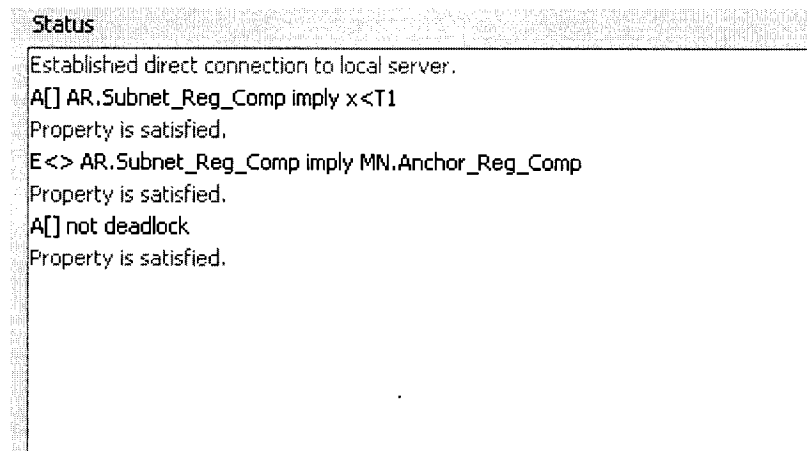 Status
Established direct connection to local server.
A[] AR.Subnet_Reg_Comp imply x<T1
Property is satisfied.
E<> AR.Subnet_Reg_Comp imply MN.Anchor_Reg_Comp
Property is satisfied.
A[] not deadlock
Property is satisfied.